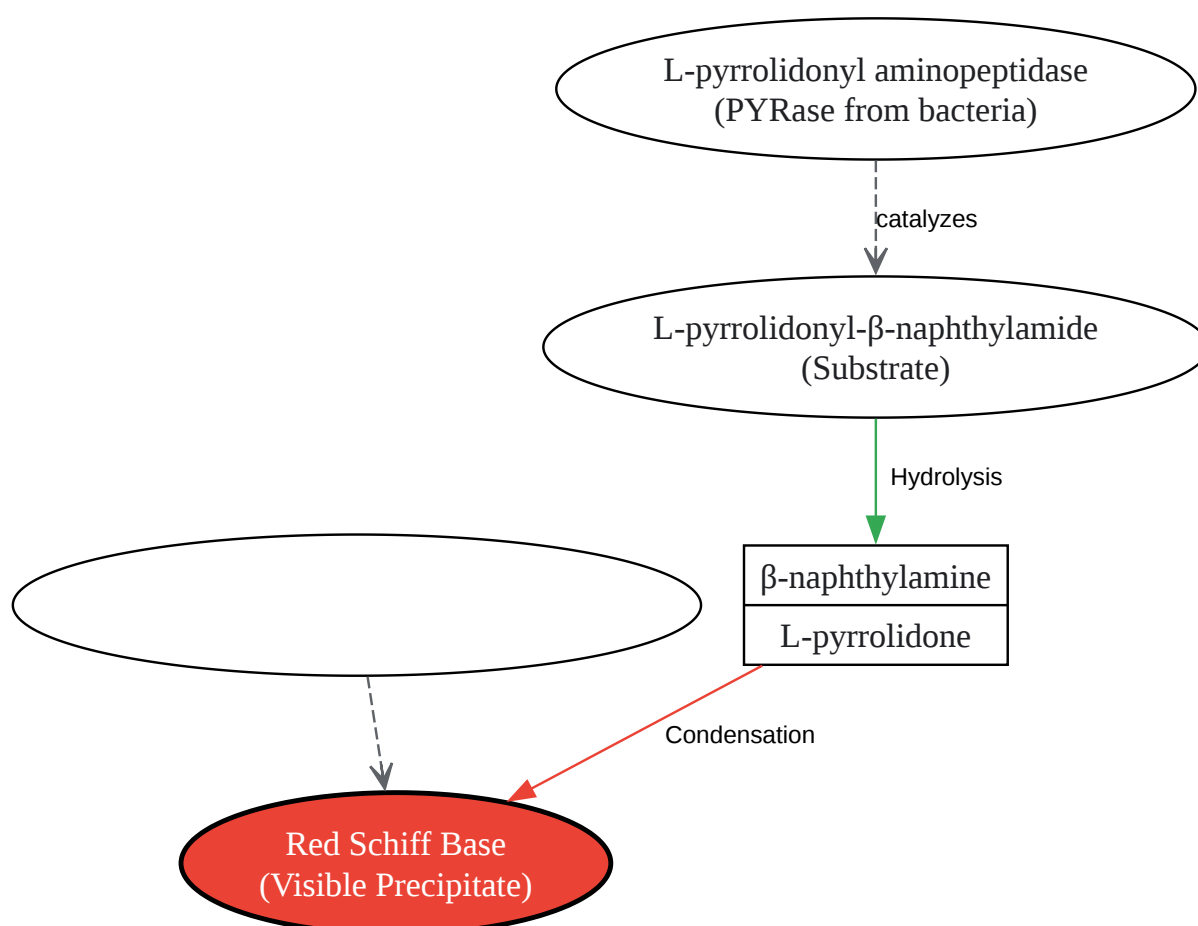 L-pyrrolidonyl aminopeptidase
(PYRase from bacteria)
catalyzes
L-pyrrolidonyl-β-naphthylamide
(Substrate)
Hydrolysis
β-naphthylamine
L-pyrrolidone
Condensation
Red Schiff Base
(Visible Precipitate)